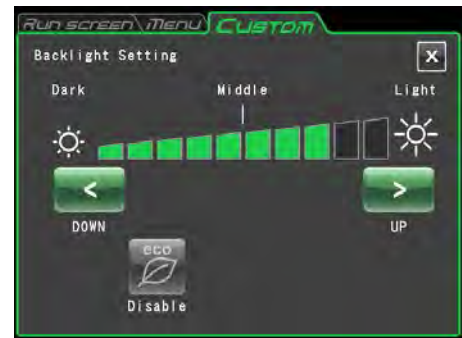 Run screen Menu Custom
Backlight Setting X
Dark Middle Light
< >
DOWN UP
eco
Disable